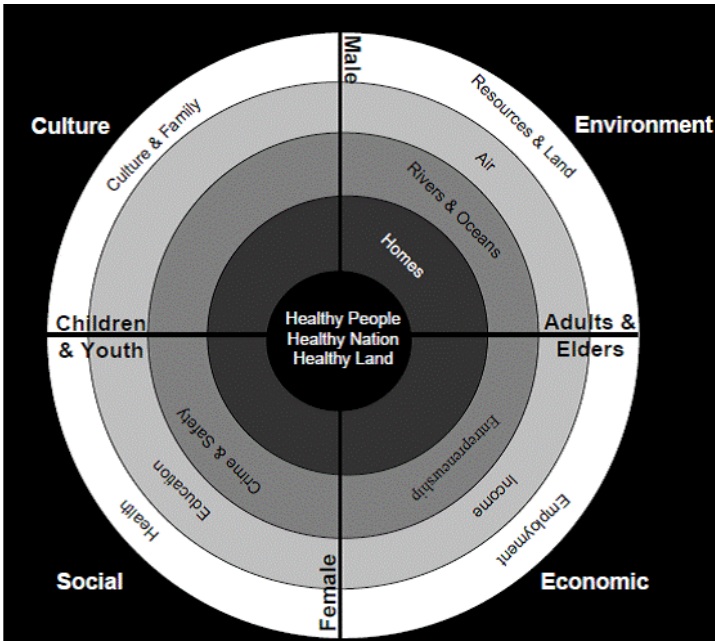 Male
Culture
Environment
Culture & Family
Resources & Land
Air
Rivers & Oceans
Homes
Healthy People
Healthy Nation
Healthy Land
Children
& Youth
Adults &
Elders
Crime & Safety
Education
Health
Entrepreneurship
Income
Employment
Social
Female
Economic